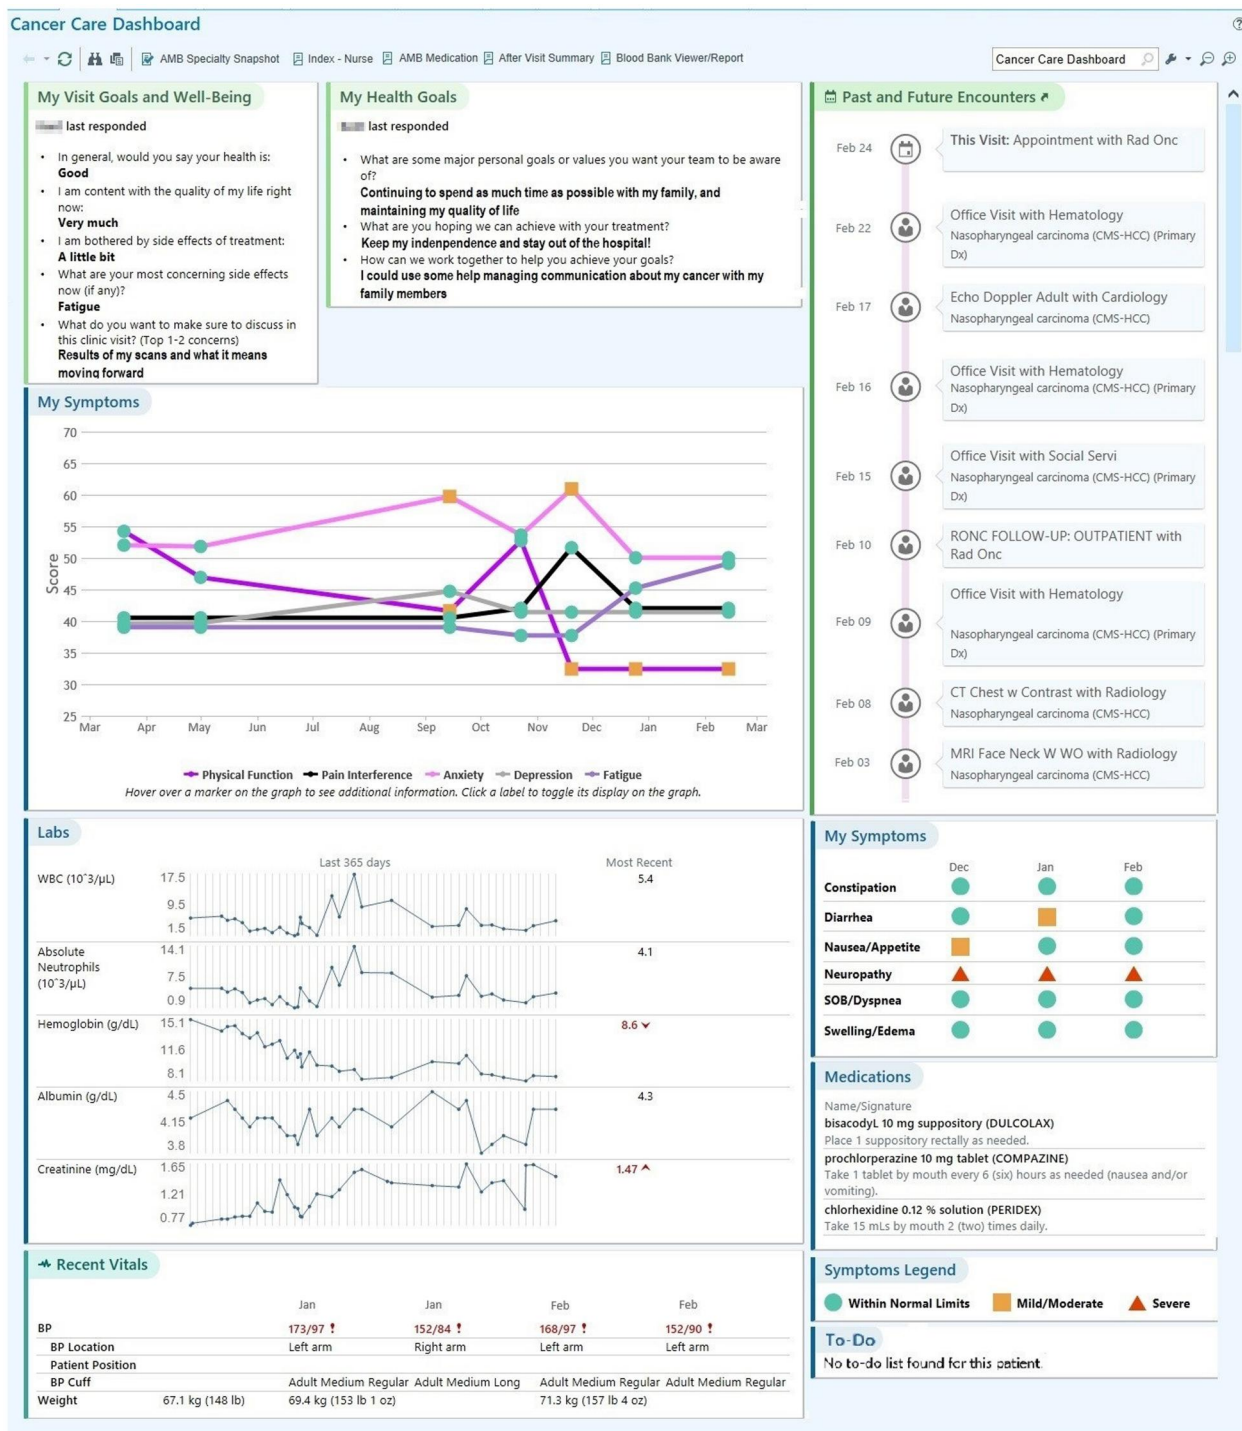 Cancer Care Dashboard
AMB Specialty Snapshot Index - Nurse AMB Medication After Visit Summary Blood Bank Viewer/Report
Cancer Care Dashboard
My Visit Goals and Well-Being
last responded
• In general, would you say your health is:
Good
• I am content with the quality of my life right
now:
Very much
• I am bothered by side effects of treatment:
A little bit
• What are your most concerning side effects
now (if any)?
Fatigue
• What do you want to make sure to discuss in
this clinic visit? (Top 1-2 concerns)
Results of my scans and what it means
moving forward
My Health Goals
last responded
• What are some major personal goals or values you want your team to be aware
of?
Continuing to spend as much time as possible with my family, and
maintaining my quality of life
• What are you hoping we can achieve with your treatment?
Keep my indenpendence and stay out of the hospital!
• How can we work together to help you achieve your goals?
I could use some help managing communication about my cancer with my
family members
Past and Future Encounters
Feb 24 This Visit: Appointment with Rad Onc
Feb 22 Office Visit with Hematology
Nasopharyngeal carcinoma (CMS-HCC) (Primary
Dx)
Feb 17 Echo Doppler Adult with Cardiology
Nasopharyngeal carcinoma (CMS-HCC)
Feb 16 Office Visit with Hematology
Nasopharyngeal carcinoma (CMS-HCC) (Primary
Dx)
Feb 15 Office Visit with Social Servi
Nasopharyngeal carcinoma (CMS-HCC) (Primary
Dx)
Feb 10 RONC FOLLOW-UP: OUTPATIENT with
Rad Onc
Feb 09 Office Visit with Hematology
Nasopharyngeal carcinoma (CMS-HCC) (Primary
Dx)
Feb 08 CT Chest w Contrast with Radiology
Nasopharyngeal carcinoma (CMS-HCC)
Feb 03 MRI Face Neck W WO with Radiology
Nasopharyngeal carcinoma (CMS-HCC)
My Symptoms
Score
70
65
60
55
50
45
40
35
30
25
Mar Apr May Jun Jul Aug Sep Oct Nov Dec Jan Feb Mar
Physical Function Pain Interference Anxiety Depression Fatigue
Hover over a marker on the graph to see additional information. Click a label to toggle its display on the graph.
Labs
Last 365 days Most Recent
WBC (10^3/µL) 17.5 5.4
9.5
1.5
Absolute 14.1 4.1
Neutrophils 7.5
(10^3/µL) 0.9
Hemoglobin (g/dL) 15.1 8.6
11.6
8.1
Albumin (g/dL) 4.5 4.3
4.15
3.8
Creatinine (mg/dL) 1.65 1.47
1.21
0.77
My Symptoms
Dec Jan Feb
Constipation
Diarrhea
Nausea/Appetite
Neuropathy
SOB/Dyspnea
Swelling/Edema
Medications
Name/Signature
bisacodyL 10 mg suppository (DULCOLAX)
Place 1 suppository rectally as needed.
prochlorperazine 10 mg tablet (COMPAZINE)
Take 1 tablet by mouth every 6 (six) hours as needed (nausea and/or
vomiting).
chlorhexidine 0.12 % solution (PERIDEX)
Take 15 mLs by mouth 2 (two) times daily.
Recent Vitals
Jan Jan Feb Feb
BP 173/97 ! 152/84 ! 168/97 ! 152/90 !
BP Location Left arm Right arm Left arm Left arm
Patient Position
BP Cuff Adult Medium Regular Adult Medium Long Adult Medium Regular Adult Medium Regular
Weight 67.1 kg (148 lb) 69.4 kg (153 lb 1 oz) 71.3 kg (157 lb 4 oz)
Symptoms Legend
Within Normal Limits Mild/Moderate Severe
To-Do
No to-do list found for this patient.